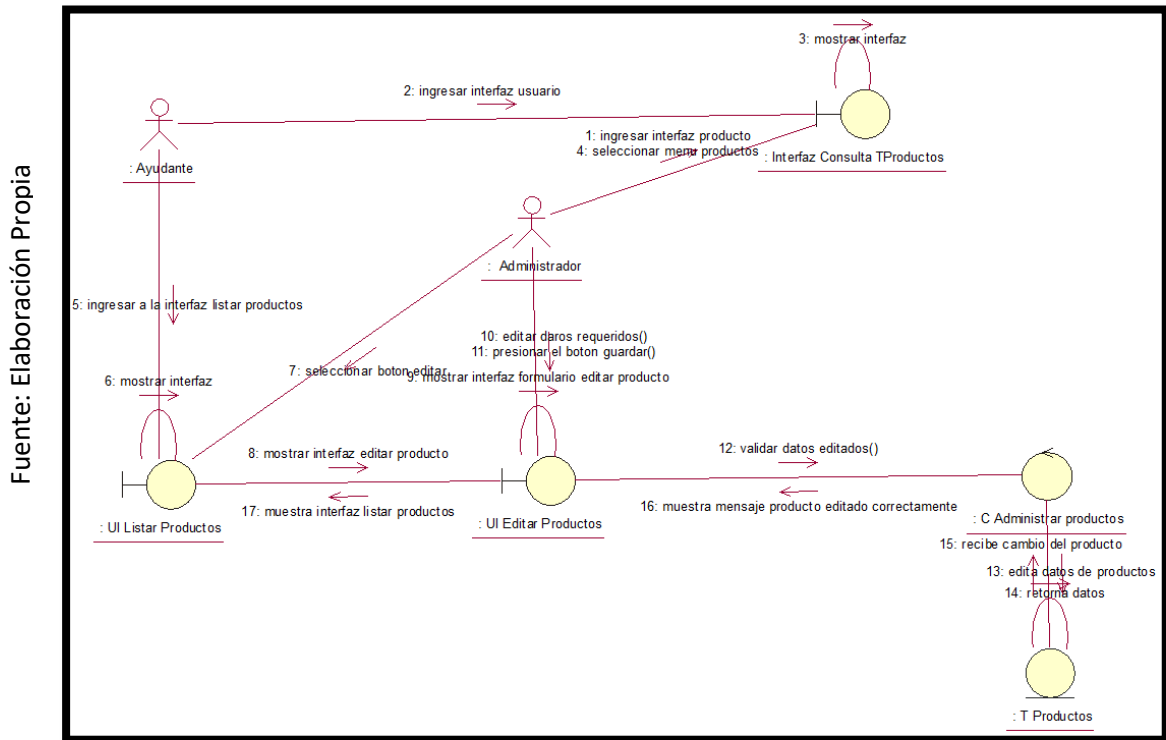 Fuente: Elaboración Propia
3: mostrar interfaz
2: ingresar interfaz usuario
1: ingresar interfaz producto
4: seleccionar menu productos
: Ayudante
: Interfaz Consulta TProductos
: Administrador
5: ingresar a la interfaz listar productos
10: editar daros requeridos()
11: presionar el boton guardar()
7: seleccionar boton editar
9: mostrar interfaz formulario editar producto
6: mostrar interfaz
8: mostrar interfaz editar producto
12: validar datos editados()
17: muestra interfaz listar productos
16: muestra mensaje producto editado correctamente
: UI Listar Productos
: UI Editar Productos
: C Administrar productos
15: recibe cambio del producto
13: edita datos de productos
14: retorna datos
: T Productos